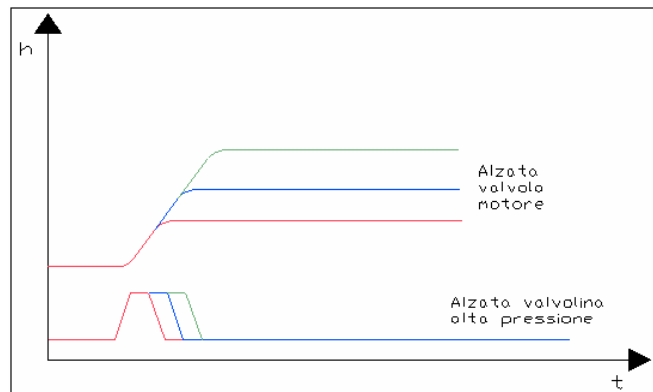 h
Alzata
valvola
motore
Alzata valvolina
alta pressione
t